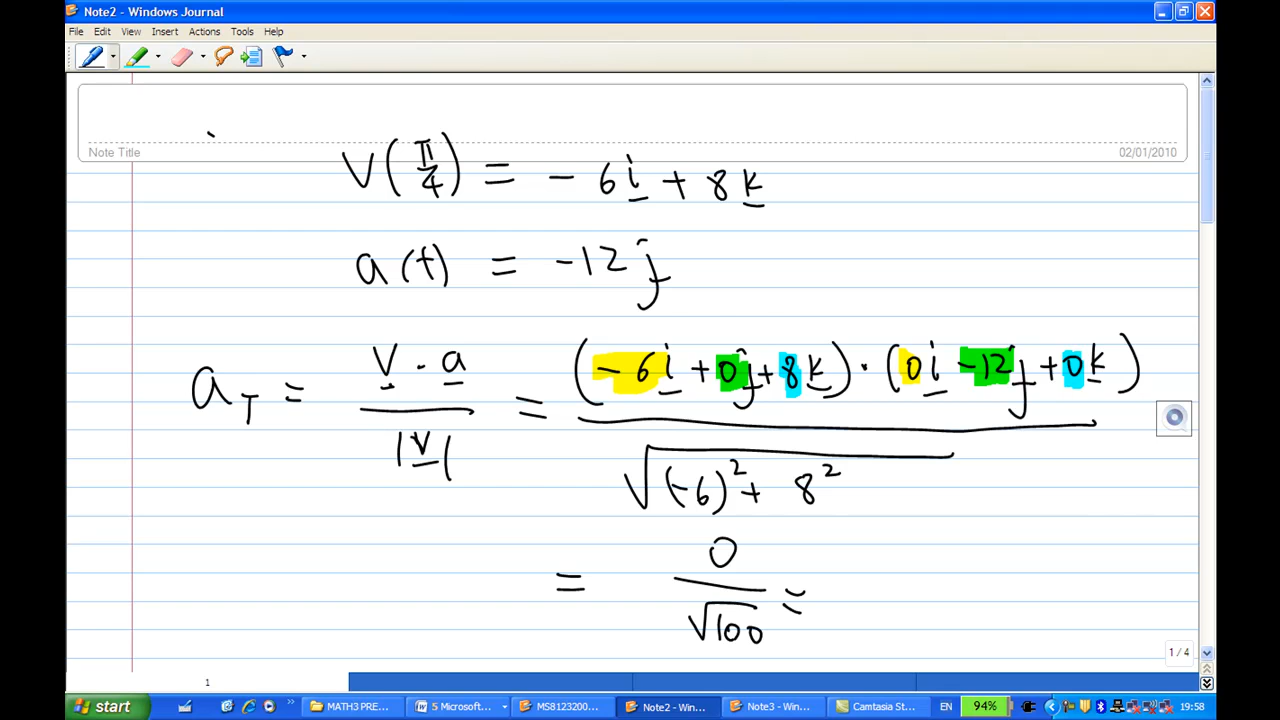 Note2 - Windows Journal
File Edit View Insert Actions Tools Help
Note Title
02/01/2010
V(π/4) = -6i + 8k
a(t) = -12j
a_T = v · a / |v| = (-6i + 0j + 8k) · (0i -12j + 0k) / √((-6)² + 8²)
= 0 / √100 =
1 / 4
1
start
MATH3 PRE...
5 Microsoft...
MS8123200...
Note2 - Win...
Note3 - Win...
Camtasia St...
EN
94%
19:58